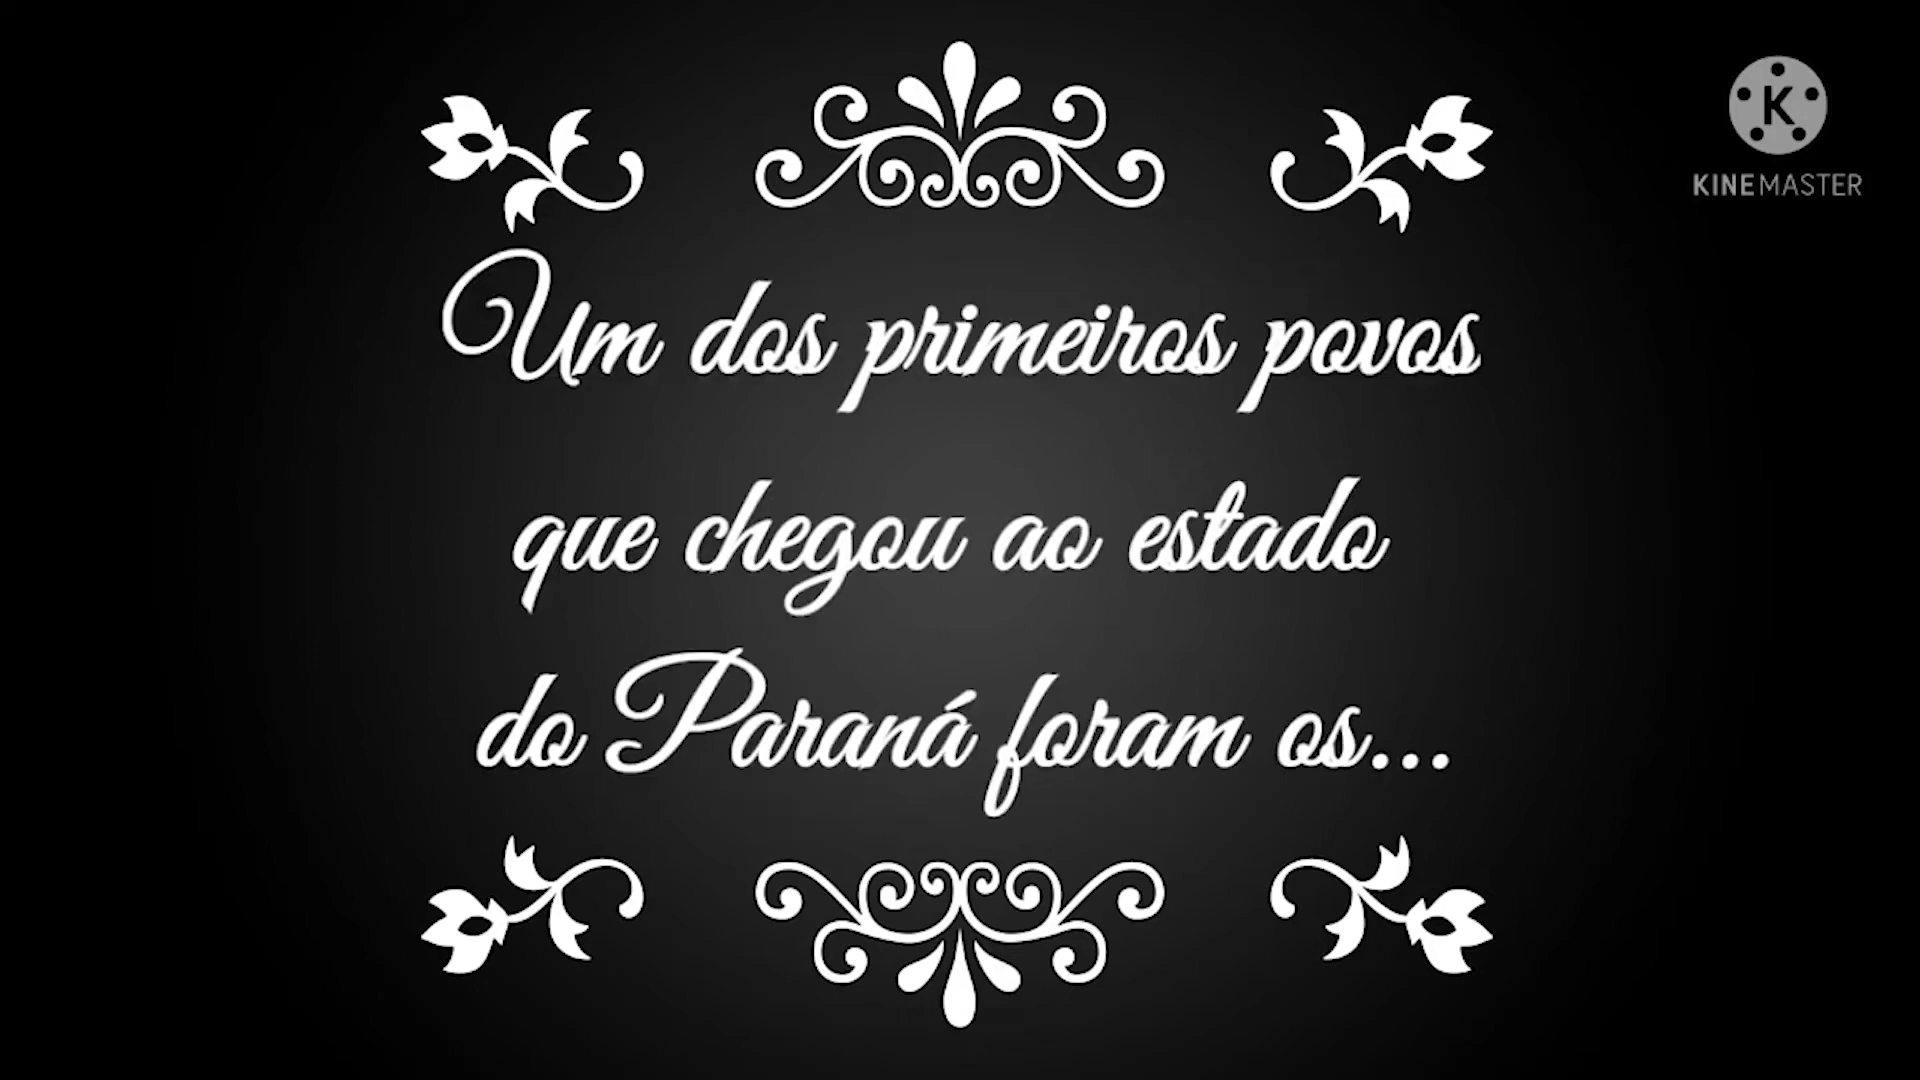 KINEMASTER
Um dos primeiros povos
que chegou ao estado
do Paraná foram os...